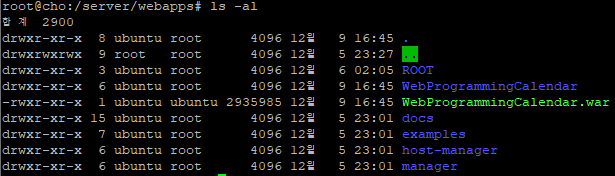 root@cho:/server/webapps# ls -al
합계 2900
drwxr-xr-x 8 ubuntu root 4096 12월 9 16:45 .
drwxrwxrwx 9 root root 4096 12월 5 23:27 ..
drwxr-xr-x 3 ubuntu root 4096 12월 6 02:05 ROOT
drwxr-xr-x 6 ubuntu root 4096 12월 9 16:45 WebProgrammingCalendar
-rwxr-xr-x 1 ubuntu ubuntu 2935985 12월 9 16:45 WebProgrammingCalendar.war
drwxr-xr-x 15 ubuntu root 4096 12월 5 23:01 docs
drwxr-xr-x 7 ubuntu root 4096 12월 5 23:01 examples
drwxr-xr-x 6 ubuntu root 4096 12월 5 23:01 host-manager
drwxr-xr-x 6 ubuntu root 4096 12월 5 23:01 manager